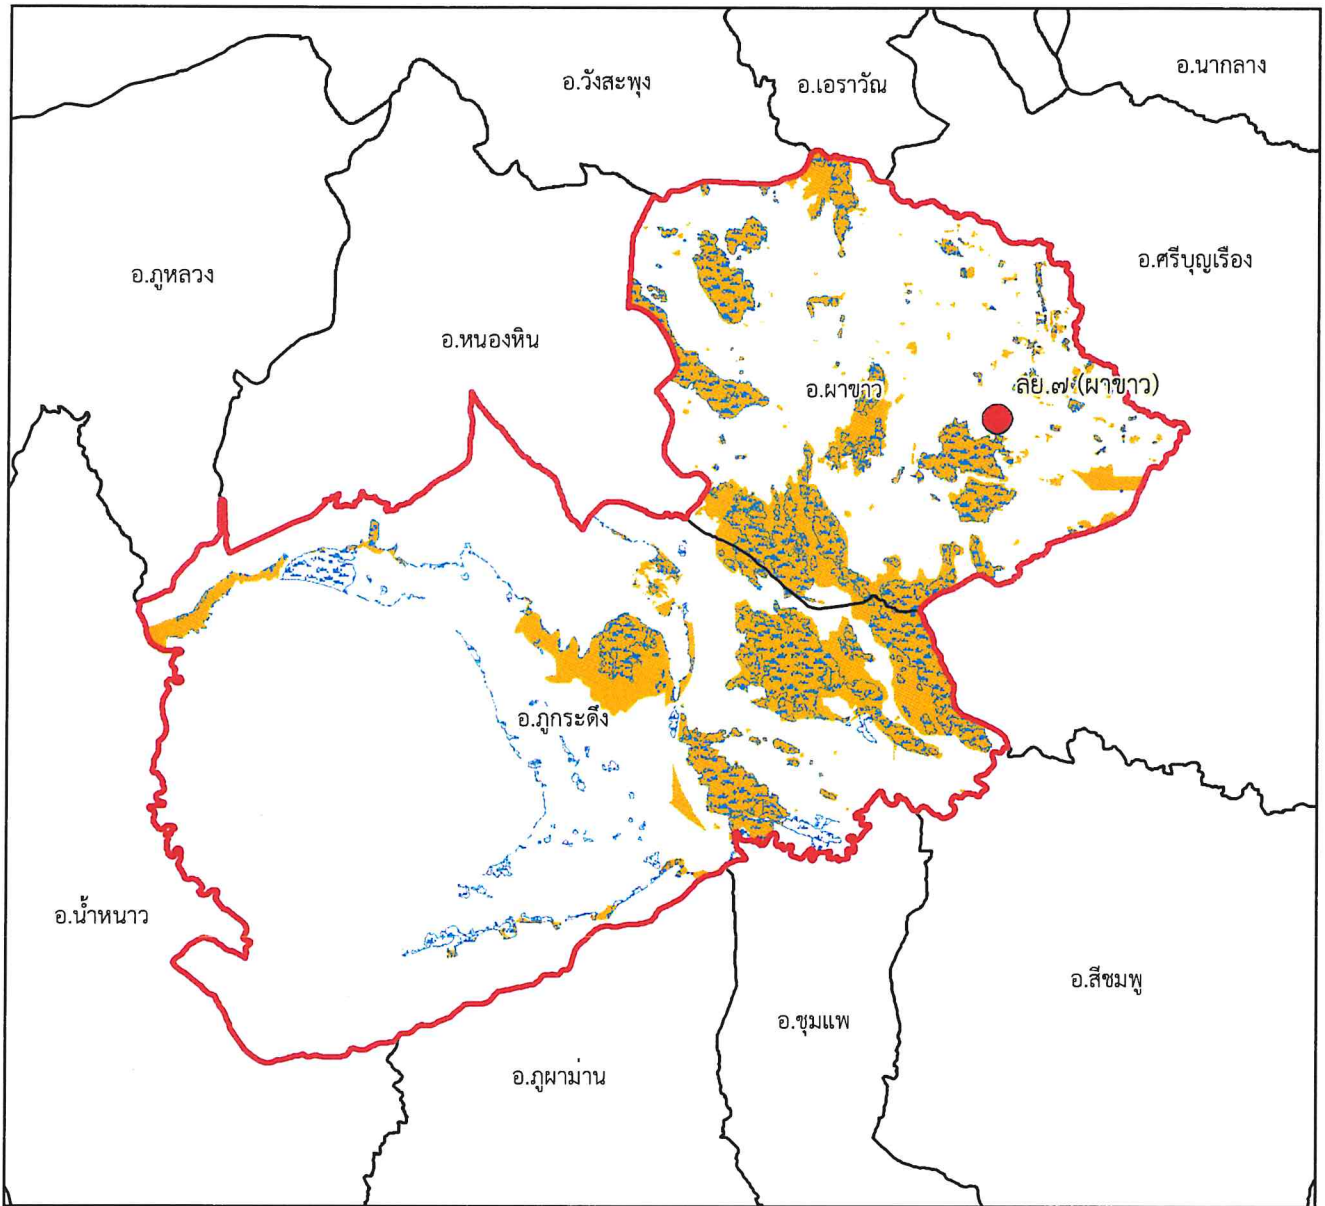 อ.นากลาง
อ.วังสะพุง
อ.เอราวัณ
อ.ศรีบุญเรือง
อ.ภูหลวง
อ.หนองหิน
อ.ผาขาว
ลย.๗ (ผาขาว)
อ.ภูกระดึง
อ.น้ำหนาว
อ.สีชมพู
อ.ชุมแพ
อ.ภูผาม่าน